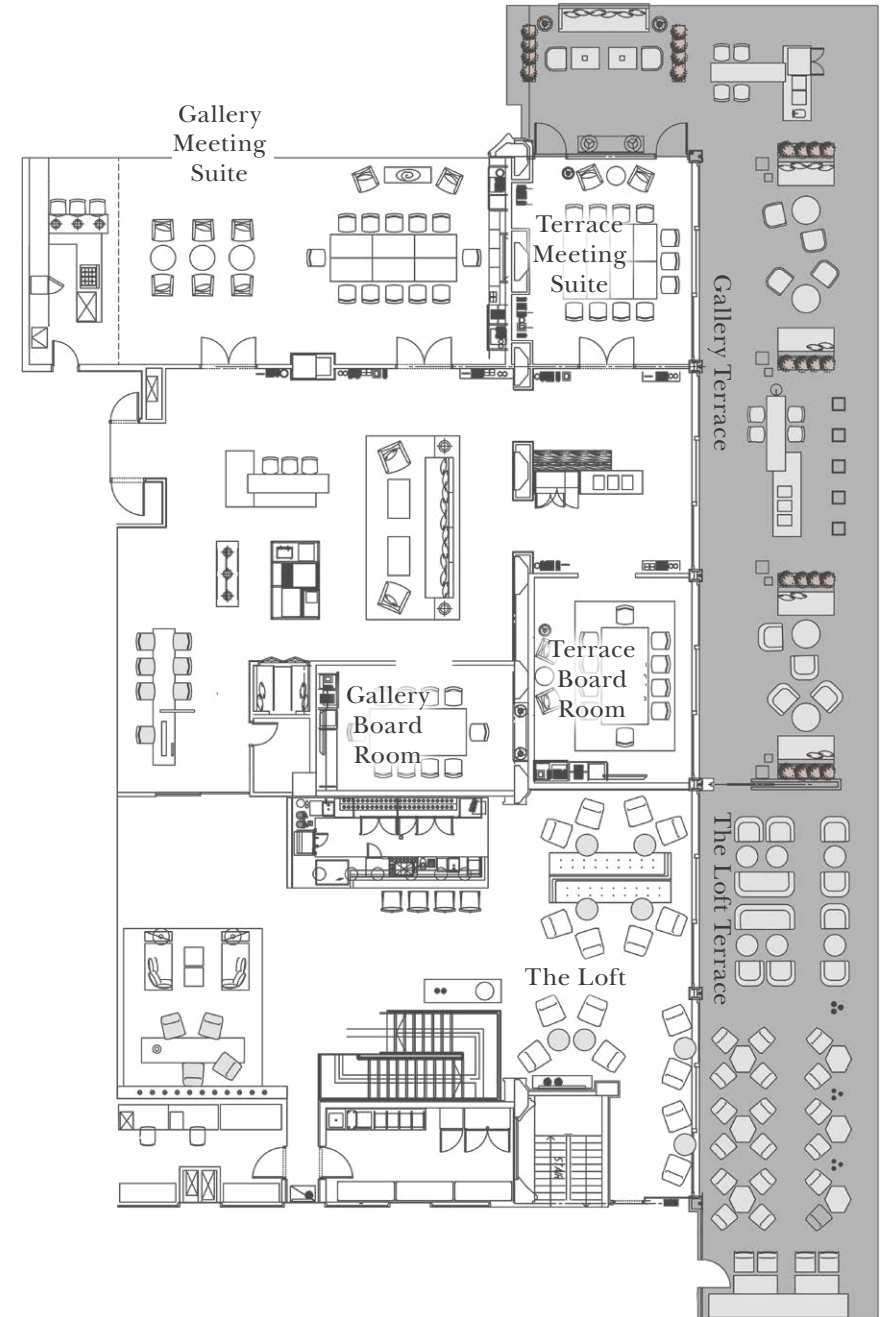 Gallery
Meeting
Suite
Terrace
Meeting
Suite
Gallery Terrace
Terrace
Board
Room
Gallery
Board
Room
The Loft Terrace
The Loft
STAIR